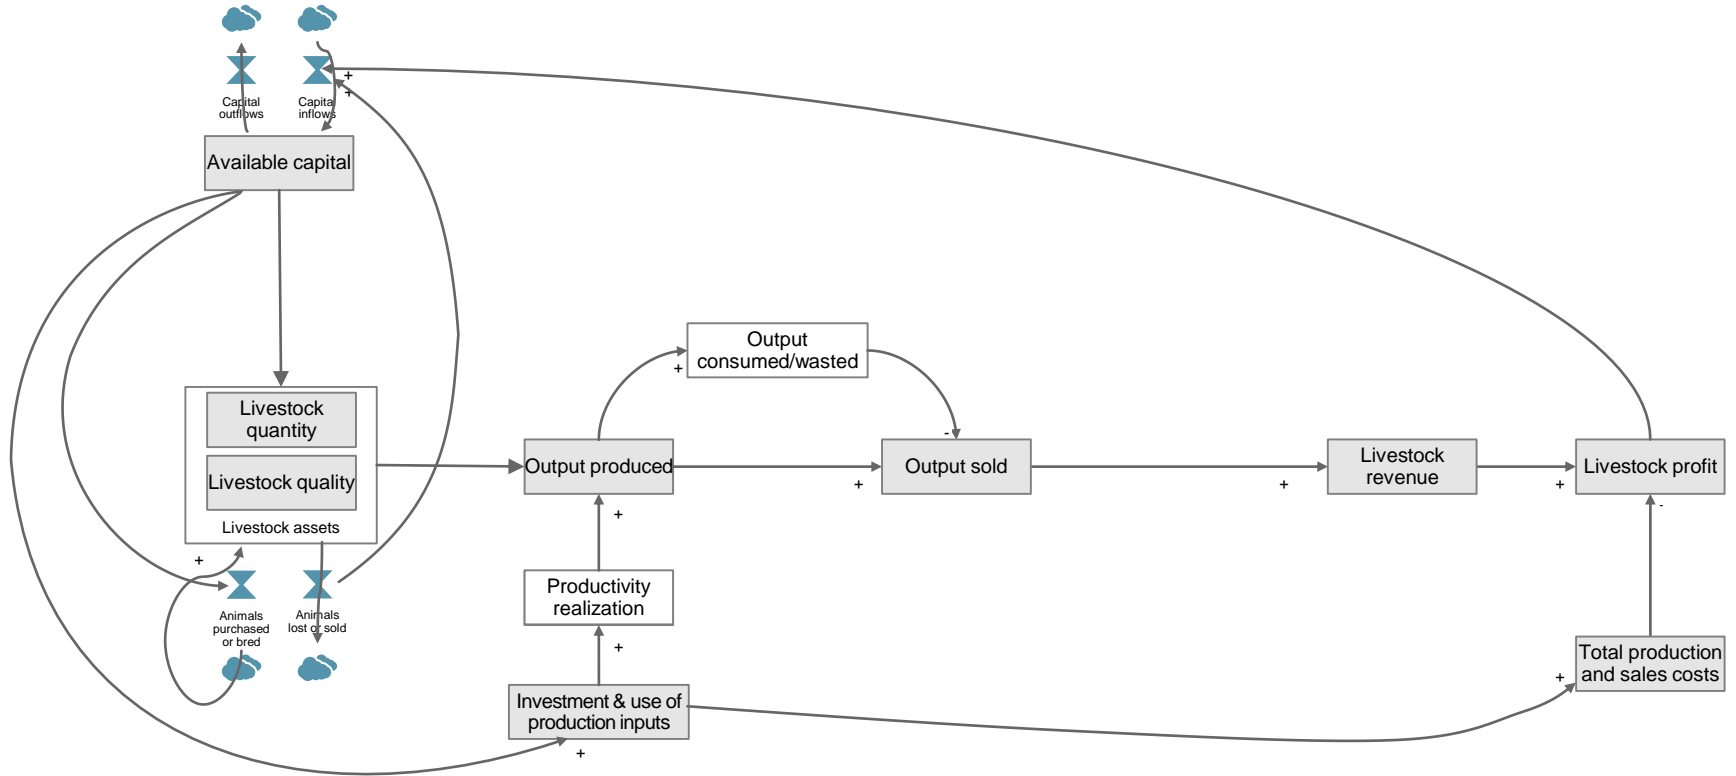 +
+
Capital
outflows
Capital
inflows
Available capital
Output
consumed/wasted
+
Livestock
quantity
Livestock quality
Livestock assets
Output produced
-
Output sold
+
Livestock
revenue
+
Livestock profit
+
-
+
+
Productivity
realization
Animals
purchased
or bred
Animals
lost or sold
+
Investment & use of
production inputs
+
Total production
and sales costs
+